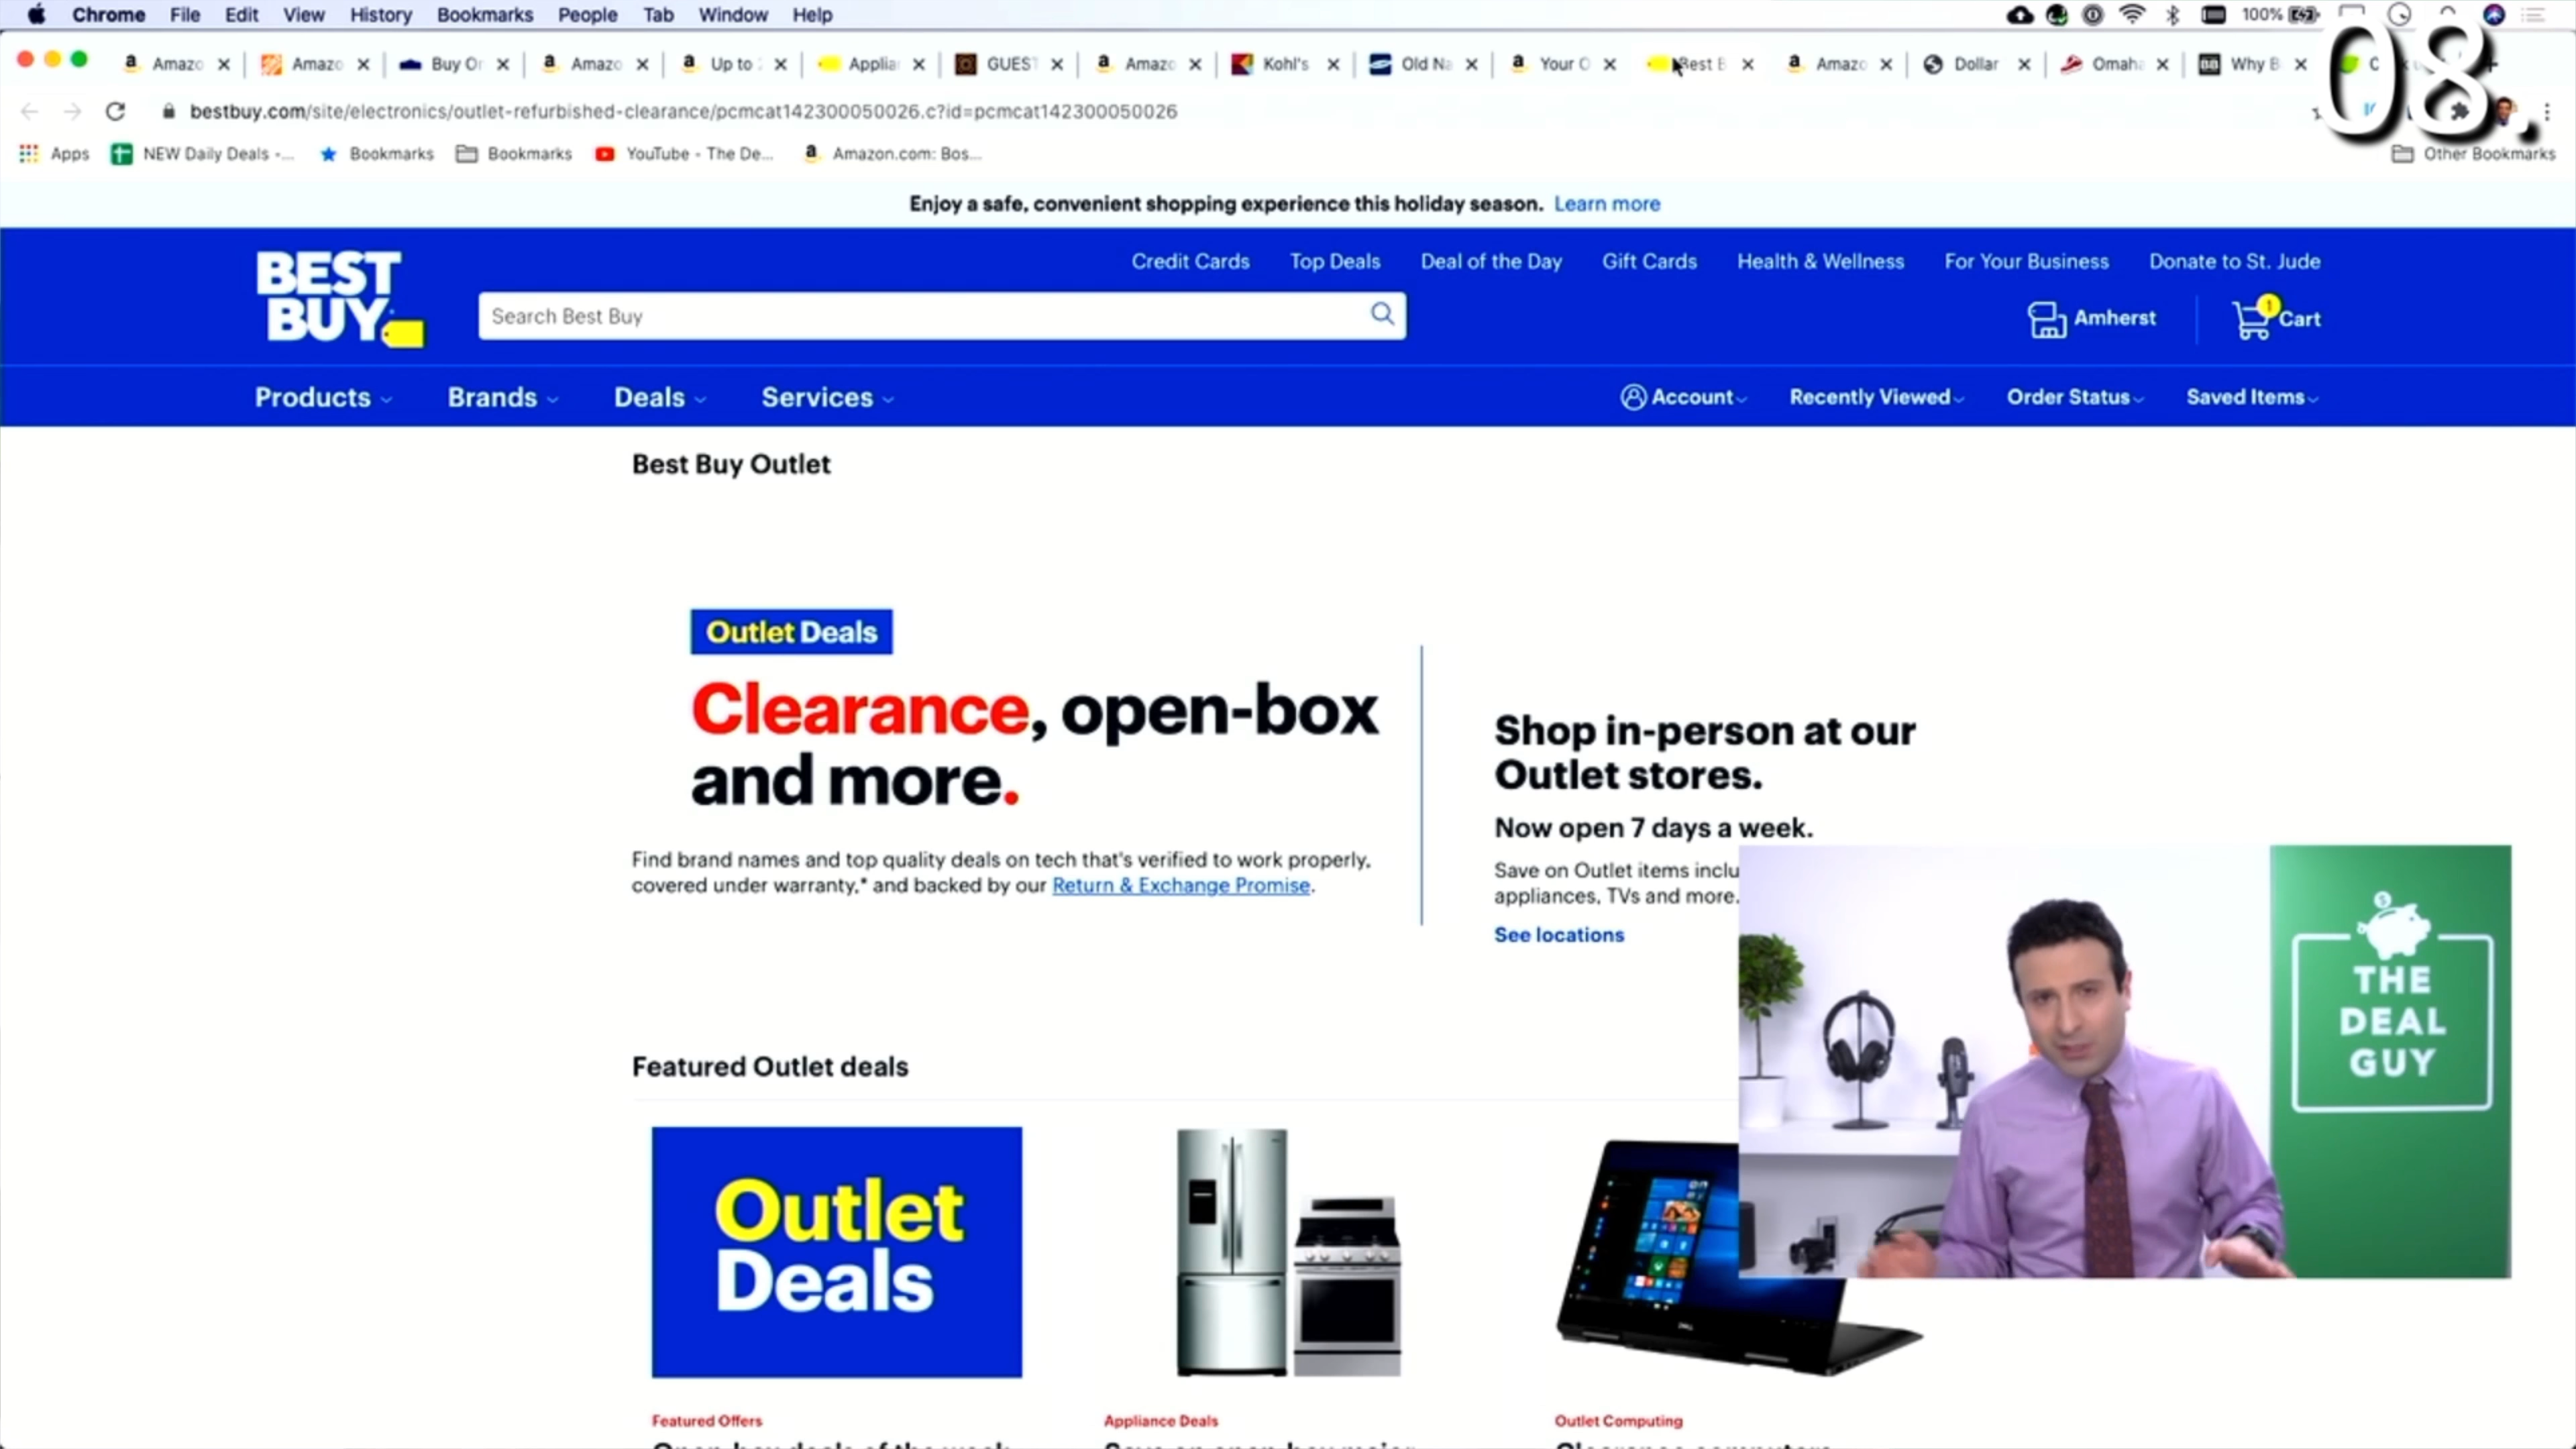 Chrome File Edit View History Bookmarks People Tab Window Help
100%
08.
Amazo Amazo Buy Or Amazo Up to Applia GUES Amazo Kohl's Old Na Your O Best B Amazo Dollar Omaha Why B
bestbuy.com/site/electronics/outlet-refurbished-clearance/pcmcat142300050026.c?id=pcmcat142300050026
Apps NEW Daily Deals -... Bookmarks Bookmarks YouTube - The De... Amazon.com: Bos... Other Bookmarks
Enjoy a safe, convenient shopping experience this holiday season. Learn more
Credit Cards Top Deals Deal of the Day Gift Cards Health & Wellness For Your Business Donate to St. Jude
BEST
BUY
Search Best Buy
Amherst
1
Cart
Products Brands Deals Services Account Recently Viewed Order Status Saved Items
Best Buy Outlet
Outlet Deals
Clearance, open-box
and more.
Find brand names and top quality deals on tech that's verified to work properly,
covered under warranty,* and backed by our Return & Exchange Promise.
Shop in-person at our
Outlet stores.
Now open 7 days a week.
Save on Outlet items inclu
appliances, TVs and more.
See locations
THE
DEAL
GUY
Featured Outlet deals
Outlet
Deals
Featured Offers Appliance Deals Outlet Computing